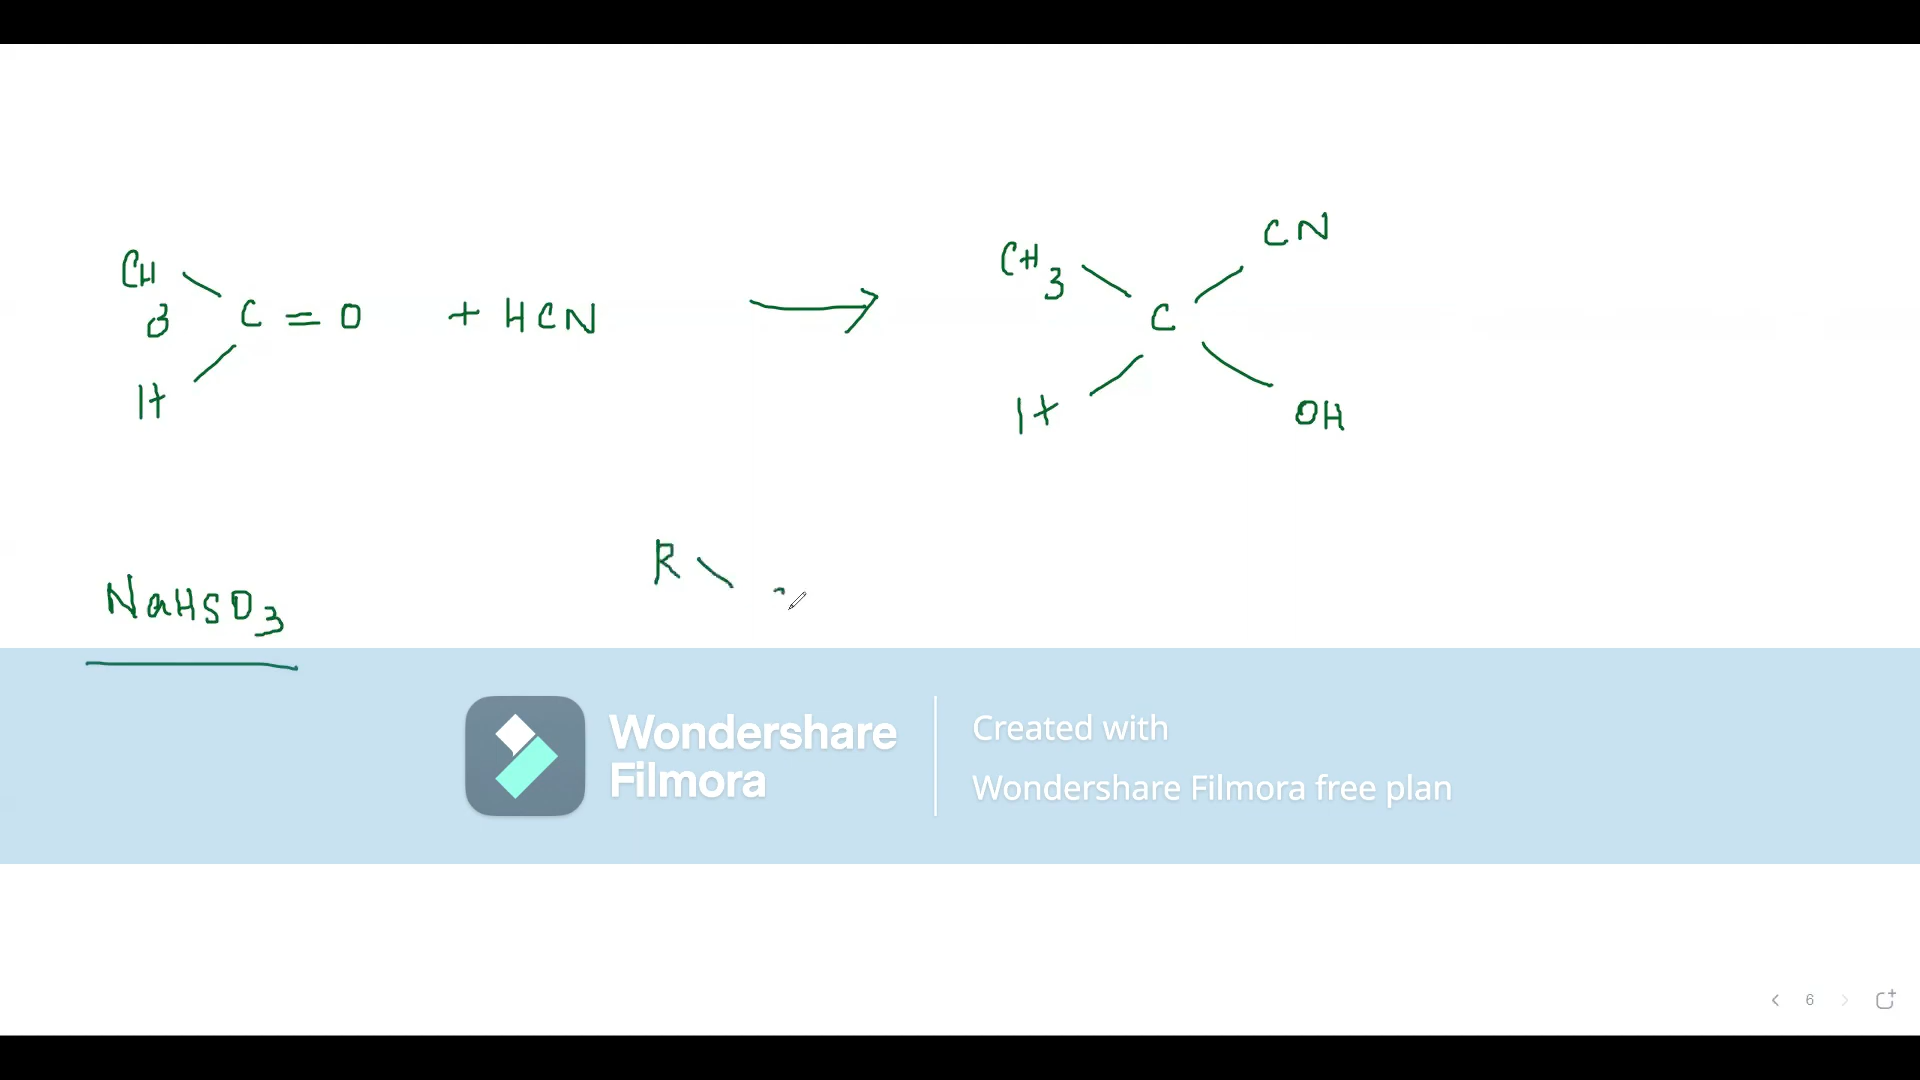 CH3 C = O + HCN → CH3 C CN
H H OH
NaHSO3 R
Wondershare Filmora
Created with
Wondershare Filmora free plan
6